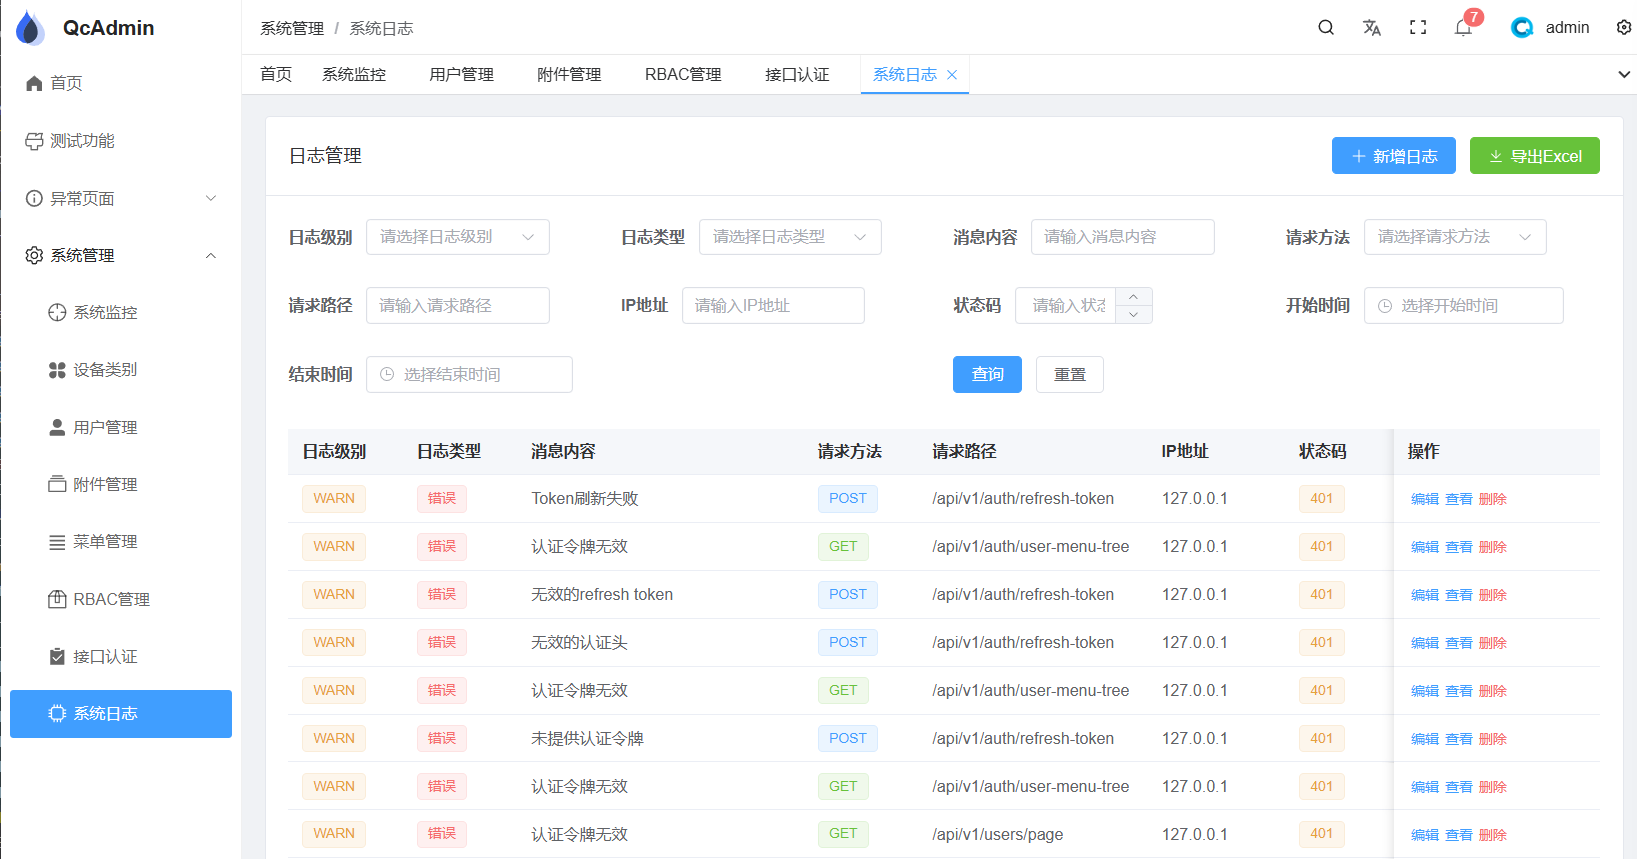 QcAdmin
首页
测试功能
异常页面
系统管理
系统监控
设备类别
用户管理
附件管理
菜单管理
RBAC管理
接口认证
系统日志
系统管理 / 系统日志
7
admin
首页 系统监控 用户管理 附件管理 RBAC管理 接口认证 系统日志
日志管理
新增日志 导出Excel
日志级别 请选择日志级别 日志类型 请选择日志类型 消息内容 请输入消息内容 请求方法 请选择请求方法
请求路径 请输入请求路径 IP地址 请输入IP地址 状态码 请输入状态 开始时间 选择开始时间
结束时间 选择结束时间 查询 重置
日志级别 日志类型 消息内容 请求方法 请求路径 IP地址 状态码 操作
WARN 错误 Token刷新失败 POST /api/v1/auth/refresh-token 127.0.0.1 401 编辑 查看 删除
WARN 错误 认证令牌无效 GET /api/v1/auth/user-menu-tree 127.0.0.1 401 编辑 查看 删除
WARN 错误 无效的refresh token POST /api/v1/auth/refresh-token 127.0.0.1 401 编辑 查看 删除
WARN 错误 无效的认证头 POST /api/v1/auth/refresh-token 127.0.0.1 401 编辑 查看 删除
WARN 错误 认证令牌无效 GET /api/v1/auth/user-menu-tree 127.0.0.1 401 编辑 查看 删除
WARN 错误 未提供认证令牌 POST /api/v1/auth/refresh-token 127.0.0.1 401 编辑 查看 删除
WARN 错误 认证令牌无效 GET /api/v1/auth/user-menu-tree 127.0.0.1 401 编辑 查看 删除
WARN 错误 认证令牌无效 GET /api/v1/users/page 127.0.0.1 401 编辑 查看 删除